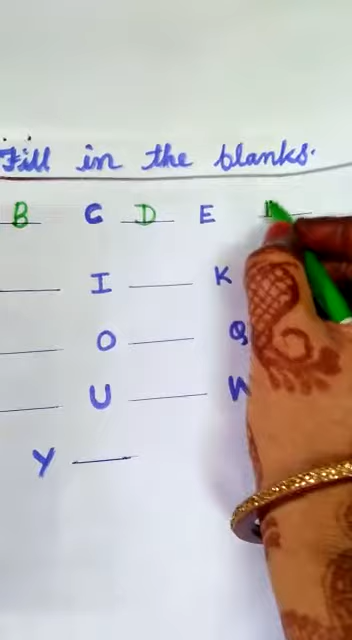 Fill in the blanks.
B C D E
I K
O Q
U
Y